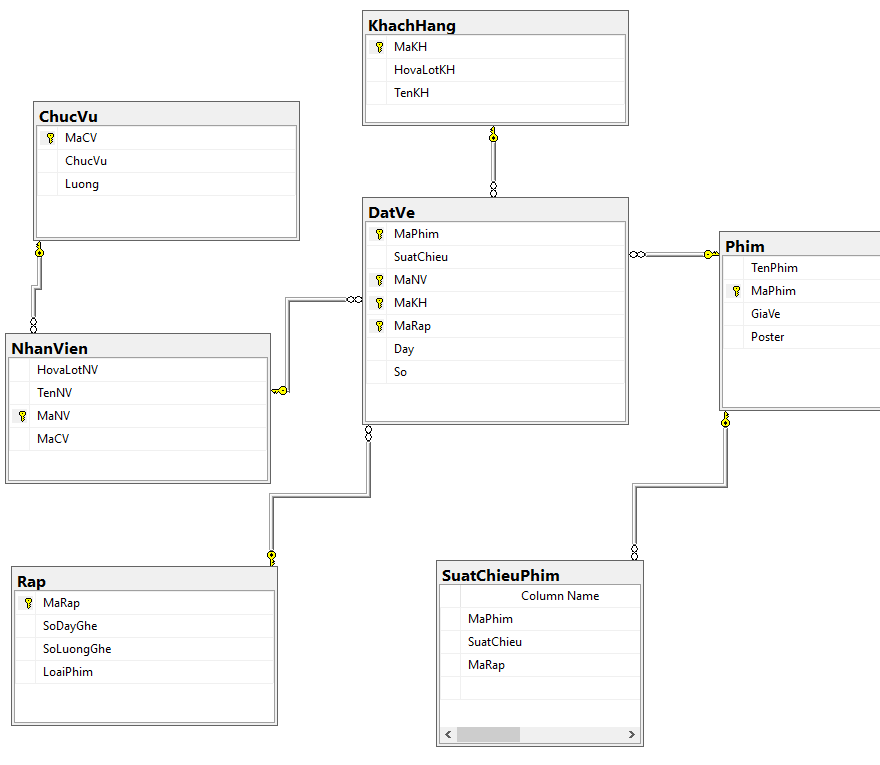 KhachHang
MaKH
HovaLotKH
TenKH
ChucVu
MaCV
ChucVu
Luong
DatVe
MaPhim
SuatChieu
MaNV
MaKH
MaRap
Day
So
Phim
TenPhim
MaPhim
GiaVe
Poster
NhanVien
HovaLotNV
TenNV
MaNV
MaCV
Rap
MaRap
SoDayGhe
SoLuongGhe
LoaiPhim
SuatChieuPhim
Column Name
MaPhim
SuatChieu
MaRap